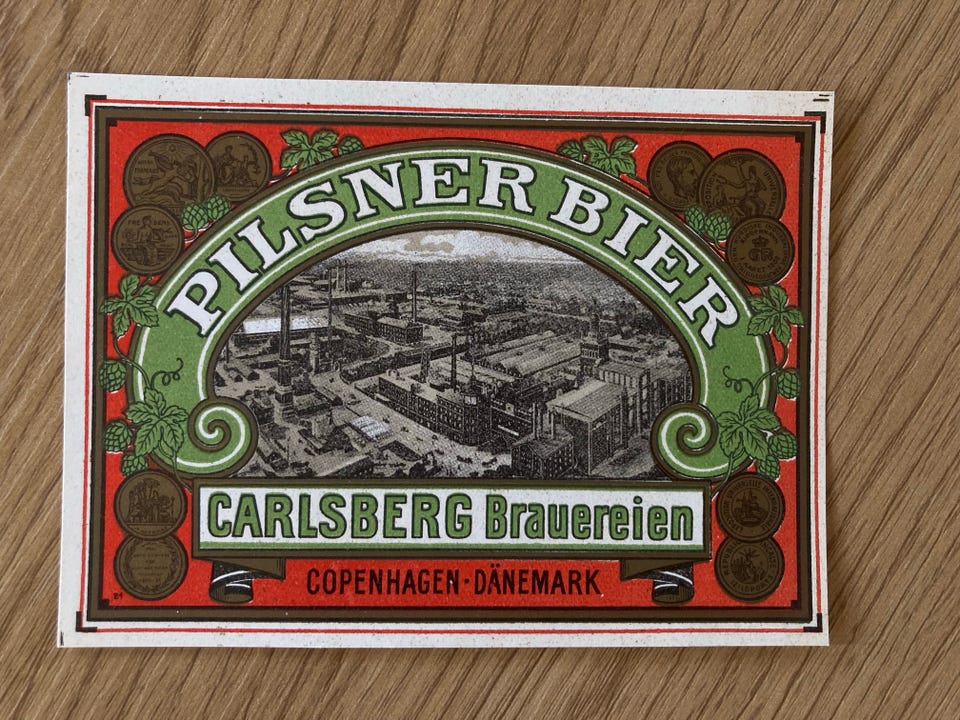 PILSNER BIER
CARLSBERG Brauereien
COPENHAGEN · DÄNEMARK